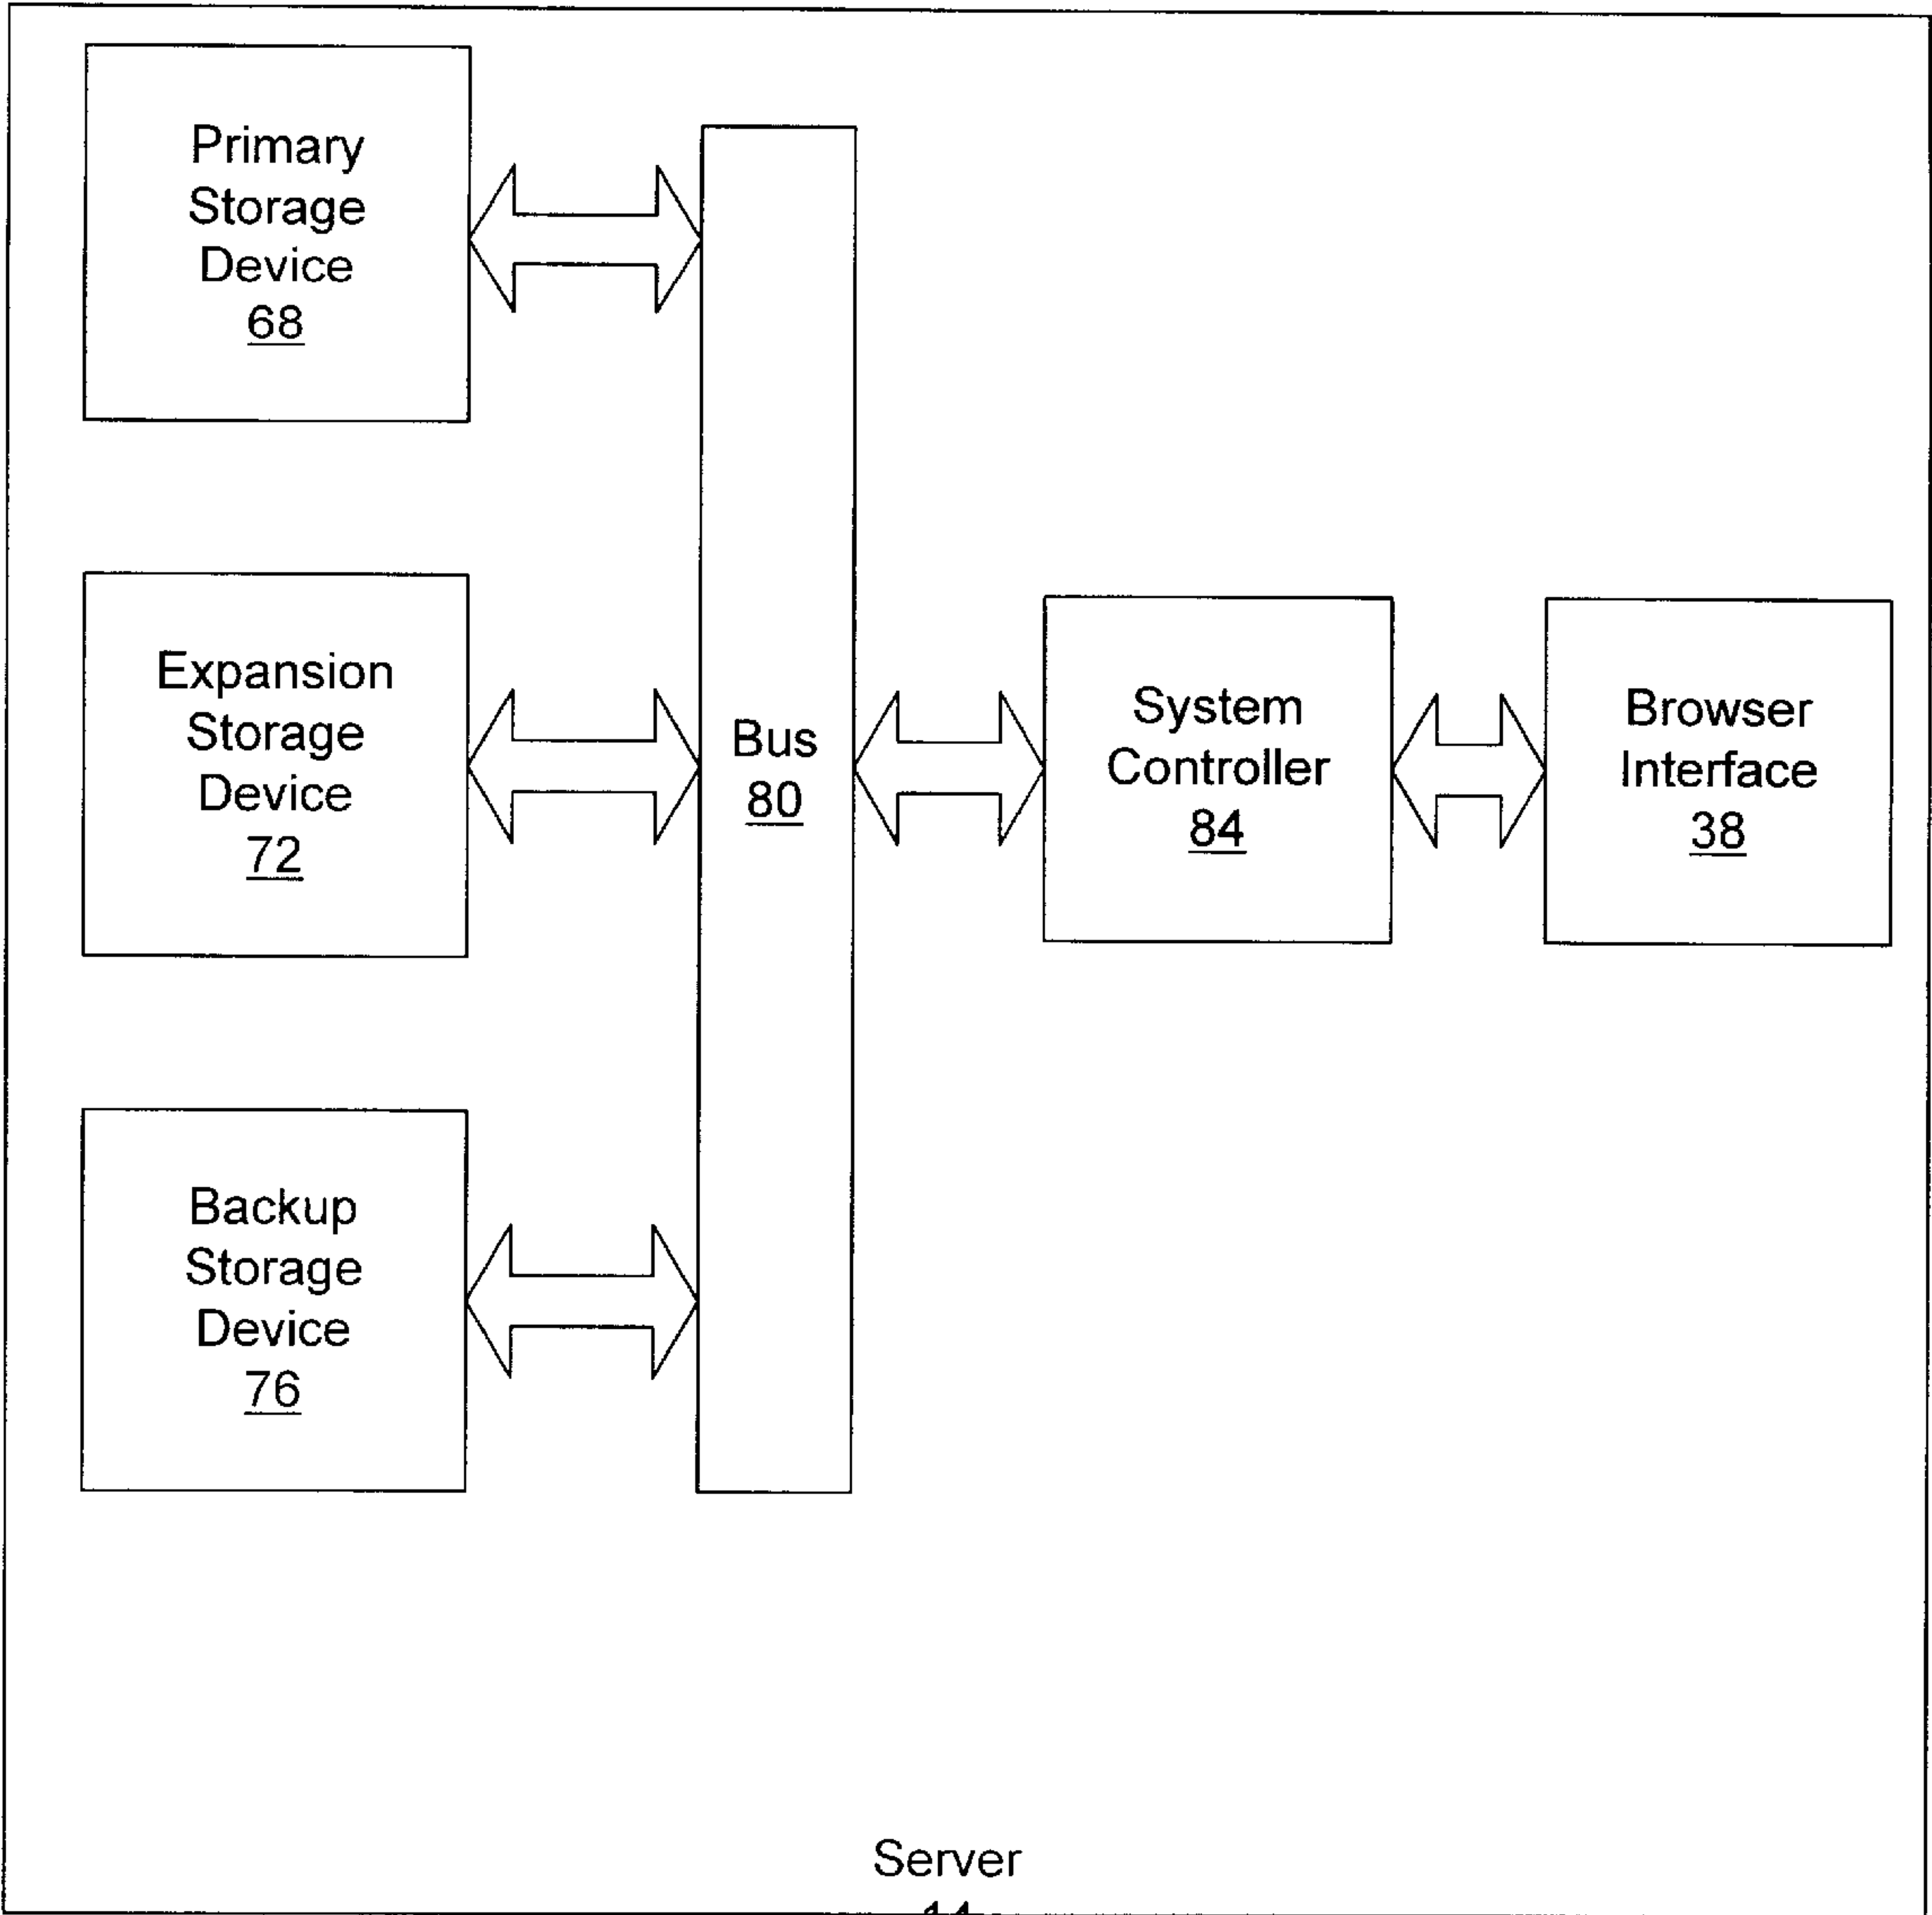 Primary
Storage
Device
68
Expansion
Storage
Device
72
Backup
Storage
Device
76
Bus
80
System
Controller
84
Browser
Interface
38
Server
14